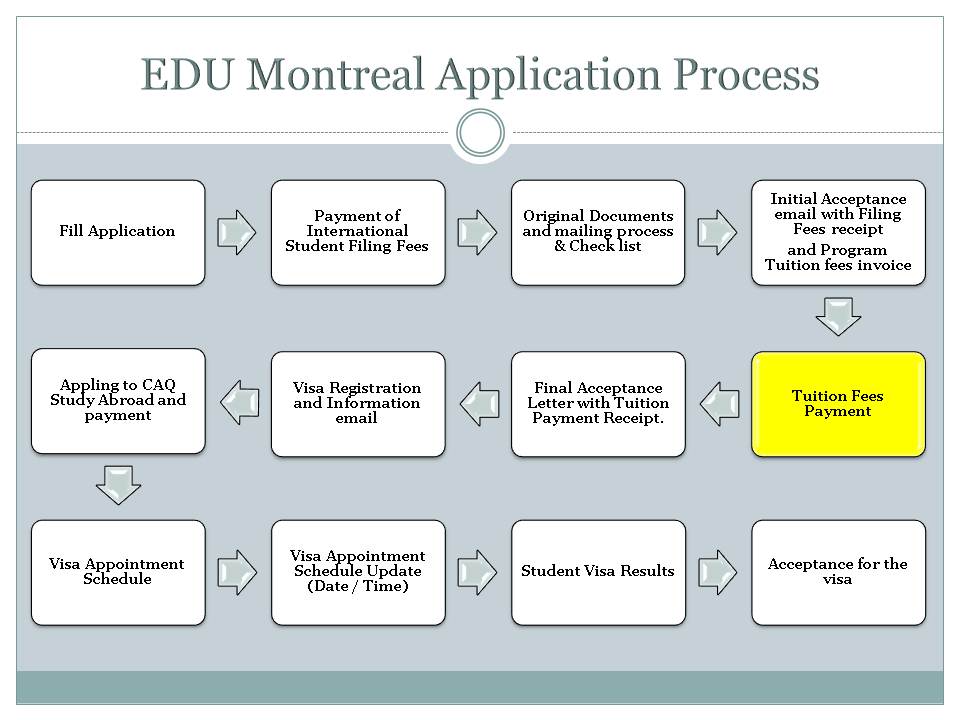 EDU Montreal Application Process
Fill Application
Payment of
International
Student Filing Fees
Original Documents
and mailing process
& Check list
Initial Acceptance
email with Filing
Fees receipt
and Program
Tuition fees invoice
Tuition Fees
Payment
Final Acceptance
Letter with Tuition
Payment Receipt.
Visa Registration
and Information
email
Appling to CAQ
Study Abroad and
payment
Visa Appointment
Schedule
Visa Appointment
Schedule Update
(Date / Time)
Student Visa Results
Acceptance for the
visa